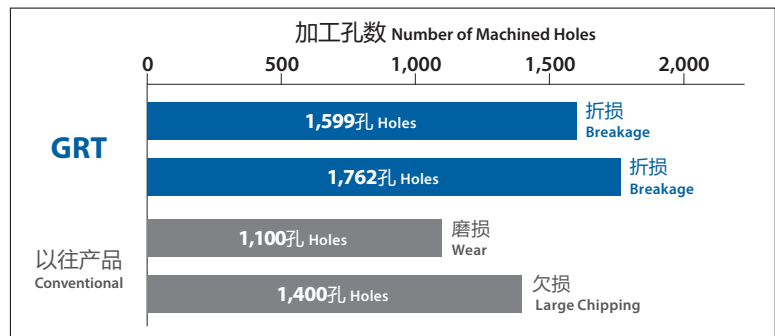 加工孔数 Number of Machined Holes
0 500 1,000 1,500 2,000
GRT
1,599孔 Holes
折损
Breakage
1,762孔 Holes
折损
Breakage
以往产品
Conventional
1,100孔 Holes
磨损
Wear
1,400孔 Holes
欠损
Large Chipping